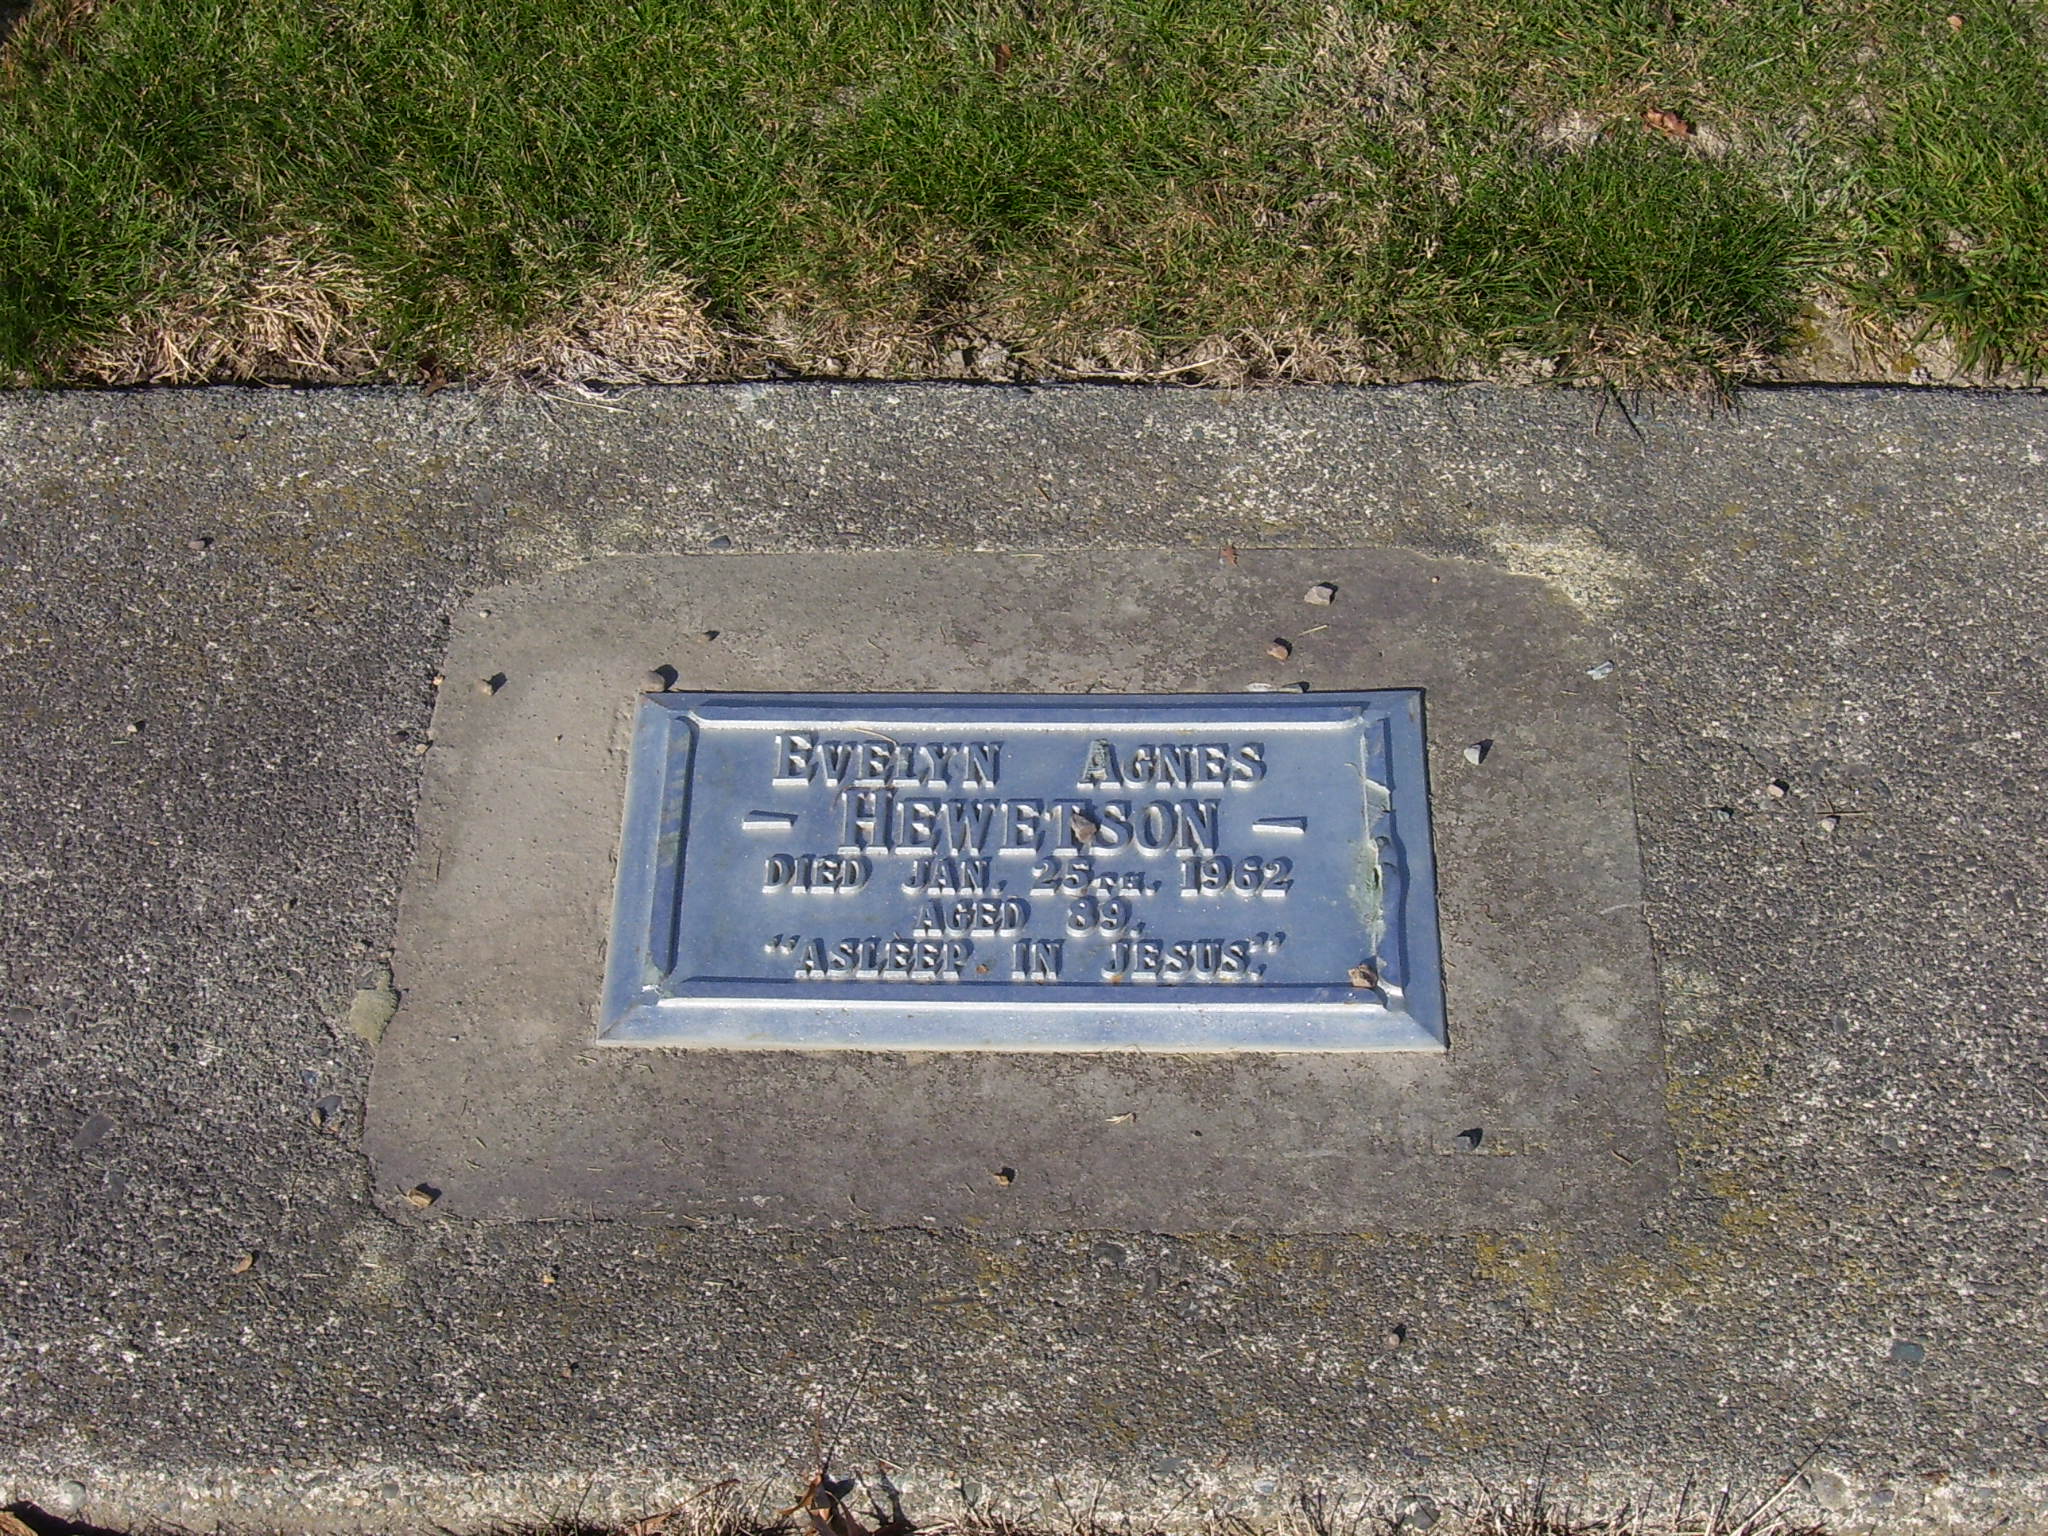 EVELYN AGNES
- HEWETSON -
DIED JAN. 25TH. 1962
AGED 89.
"ASLEEP IN JESUS."